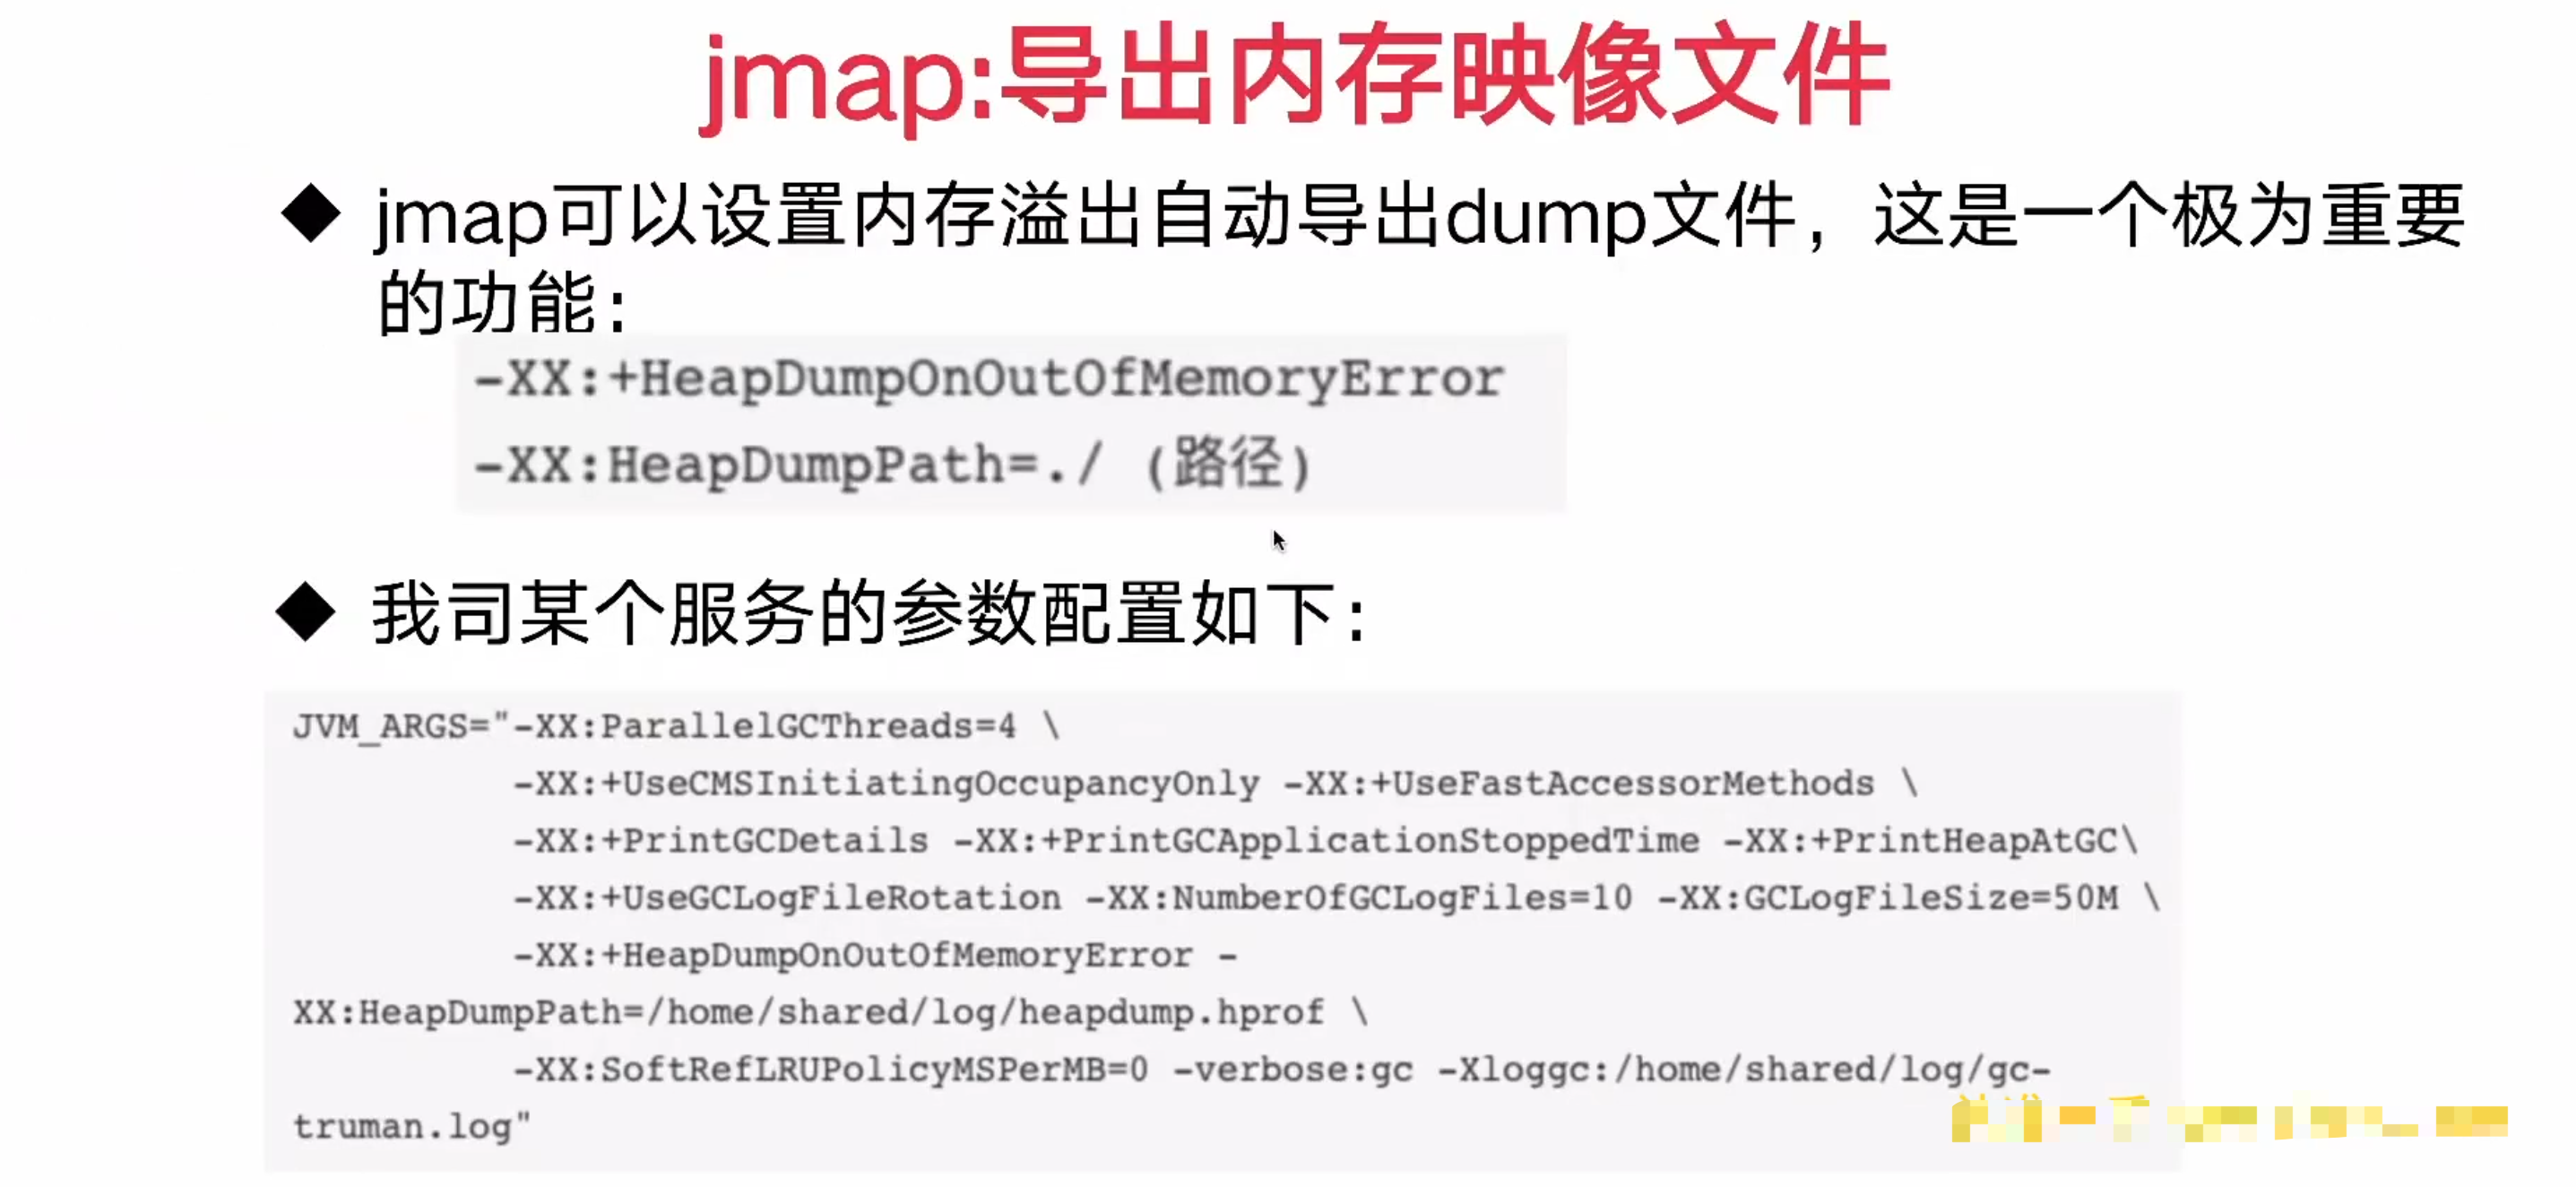 jmap:导出内存映像文件
◆ jmap可以设置内存溢出自动导出dump文件，这是一个极为重要
的功能：
-XX:+HeapDumpOnOutOfMemoryError
-XX:HeapDumpPath=./ (路径)
◆ 我司某个服务的参数配置如下：
JVM_ARGS="-XX:ParallelGCThreads=4 \
-XX:+UseCMSInitiatingOccupancyOnly -XX:+UseFastAccessorMethods \
-XX:+PrintGCDetails -XX:+PrintGCApplicationStoppedTime -XX:+PrintHeapAtGC\
-XX:+UseGCLogFileRotation -XX:NumberOfGCLogFiles=10 -XX:GCLogFileSize=50M \
-XX:+HeapDumpOnOutOfMemoryError -
XX:HeapDumpPath=/home/shared/log/heapdump.hprof \
-XX:SoftRefLRUPolicyMSPerMB=0 -verbose:gc -Xloggc:/home/shared/log/gc-
truman.log"